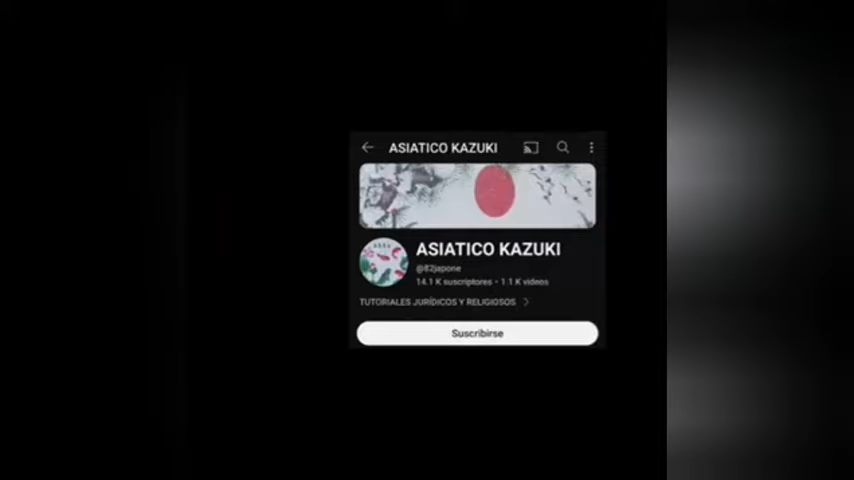 ASIATICO KAZUKI
ASIATICO KAZUKI
@82japone
14.1 K suscriptores • 1.1 K videos
TUTORIALES JURÍDICOS Y RELIGIOSOS
Suscribirse